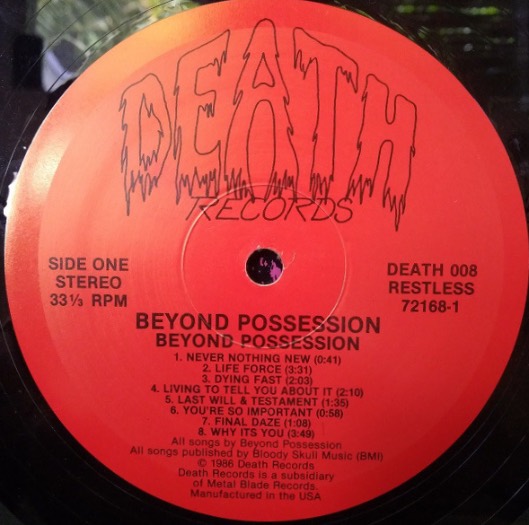 DEATH
RECORDS
SIDE ONE
STEREO
33 ⅓ RPM
DEATH 008
RESTLESS
72168-1
BEYOND POSSESSION
BEYOND POSSESSION
1. NEVER NOTHING NEW (0:41)
2. LIFE FORCE (3:31)
3. DYING FAST (2:03)
4. LIVING TO TELL YOU ABOUT IT (2:10)
5. LAST WILL & TESTAMENT (1:35)
6. YOU'RE SO IMPORTANT (0:58)
7. FINAL DAZE (1:08)
8. WHY ITS YOU (3:49)
All songs by Beyond Possession
All songs published by Bloody Skull Music (BMI)
© 1986 Death Records
Death Records is a subsidiary
of Metal Blade Records.
Manufactured in the USA